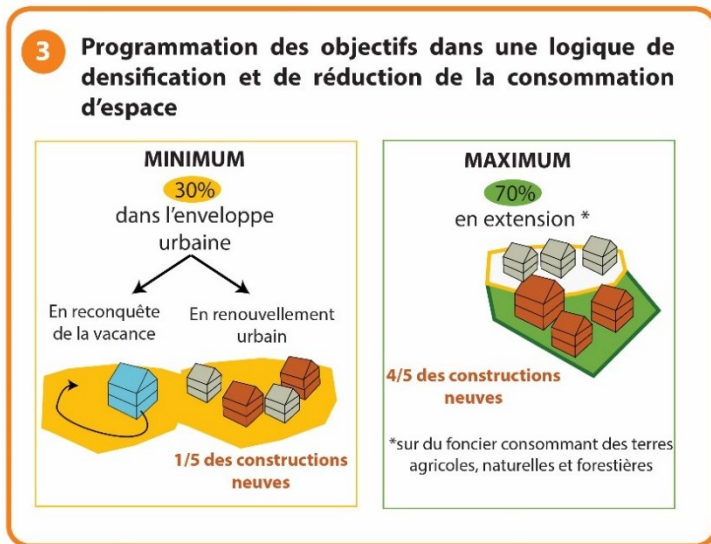 3
Programmation des objectifs dans une logique de
densification et de réduction de la consommation
d'espace
MINIMUM
30%
dans l'enveloppe
urbaine
En reconquête
de la vacance
En renouvellement
urbain
1/5 des constructions
neuves
MAXIMUM
70%
en extension *
4/5 des constructions
neuves
*sur du foncier consommant des terres
agricoles, naturelles et forestières